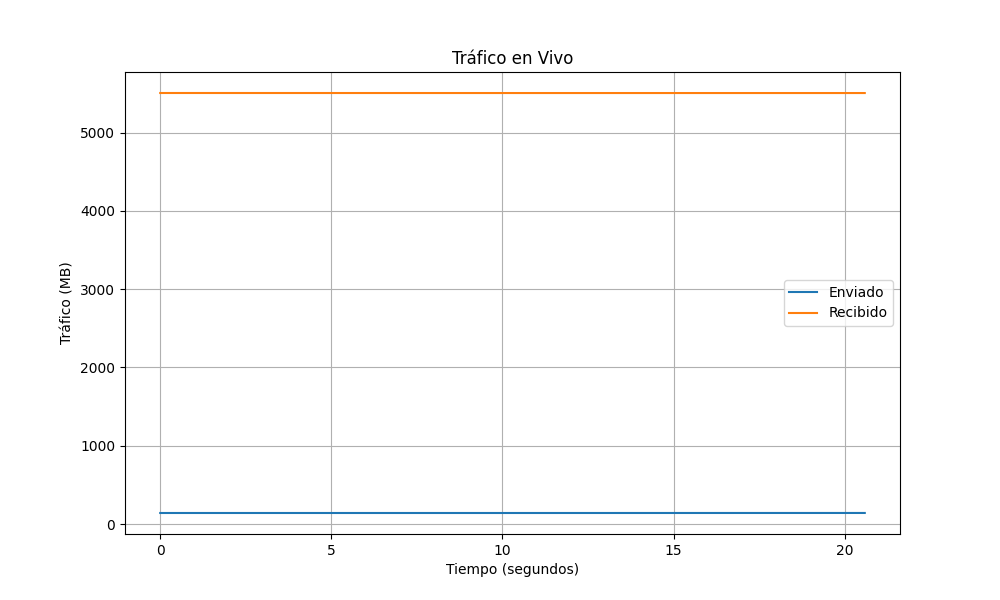 Tráfico en Vivo
Tráfico (MB)
5000
4000
3000
2000
1000
0
Enviado
Recibido
0 5 10 15 20
Tiempo (segundos)